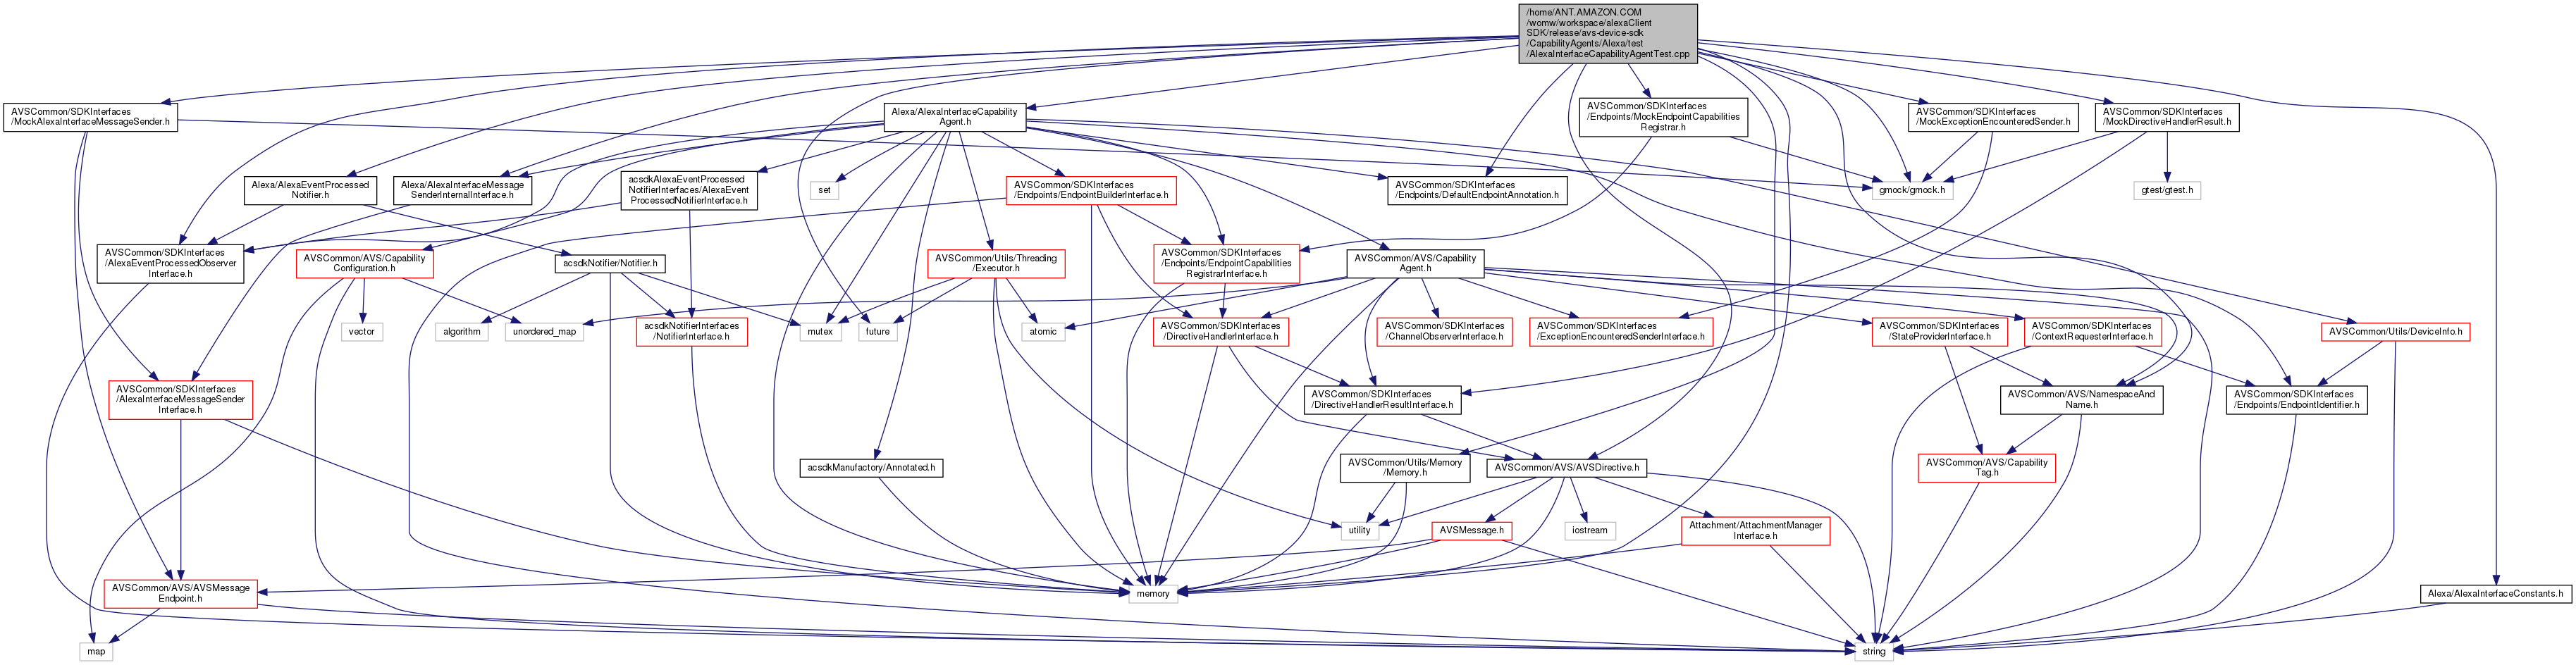 /home/ANT.AMAZON.COM
/womw/workspace/alexaClient
SDK/release/avs-device-sdk
/CapabilityAgents/Alexa/test
/AlexaInterfaceCapabilityAgentTest.cpp
AVSCommon/SDKInterfaces
/MockAlexaInterfaceMessageSender.h
Alexa/AlexaInterfaceCapability
Agent.h
AVSCommon/SDKInterfaces
/Endpoints/MockEndpointCapabilities
Registrar.h
AVSCommon/SDKInterfaces
/MockExceptionEncounteredSender.h
AVSCommon/SDKInterfaces
/MockDirectiveHandlerResult.h
Alexa/AlexaEventProcessed
Notifier.h
Alexa/AlexaInterfaceMessage
SenderInternalInterface.h
acsdkAlexaEventProcessed
NotifierInterfaces/AlexaEvent
ProcessedNotifierInterface.h
set
AVSCommon/SDKInterfaces
/Endpoints/EndpointBuilderInterface.h
AVSCommon/SDKInterfaces
/Endpoints/DefaultEndpointAnnotation.h
gmock/gmock.h
gtest/gtest.h
AVSCommon/SDKInterfaces
/AlexaEventProcessedObserver
Interface.h
AVSCommon/AVS/Capability
Configuration.h
acsdkNotifier/Notifier.h
AVSCommon/Utils/Threading
/Executor.h
AVSCommon/SDKInterfaces
/Endpoints/EndpointCapabilities
RegistrarInterface.h
AVSCommon/AVS/Capability
Agent.h
vector
algorithm
unordered_map
acsdkNotifierInterfaces
/NotifierInterface.h
mutex
future
atomic
AVSCommon/SDKInterfaces
/DirectiveHandlerInterface.h
AVSCommon/SDKInterfaces
/ChannelObserverInterface.h
AVSCommon/SDKInterfaces
/ExceptionEncounteredSenderInterface.h
AVSCommon/SDKInterfaces
/StateProviderInterface.h
AVSCommon/SDKInterfaces
/ContextRequesterInterface.h
AVSCommon/Utils/DeviceInfo.h
AVSCommon/SDKInterfaces
/AlexaInterfaceMessageSender
Interface.h
AVSCommon/SDKInterfaces
/DirectiveHandlerResultInterface.h
AVSCommon/AVS/NamespaceAnd
Name.h
AVSCommon/SDKInterfaces
/Endpoints/EndpointIdentifier.h
acsdkManufactory/Annotated.h
AVSCommon/Utils/Memory
/Memory.h
AVSCommon/AVS/AVSDirective.h
AVSCommon/AVS/Capability
Tag.h
utility
AVSMessage.h
iostream
Attachment/AttachmentManager
Interface.h
AVSCommon/AVS/AVSMessage
Endpoint.h
memory
Alexa/AlexaInterfaceConstants.h
map
string